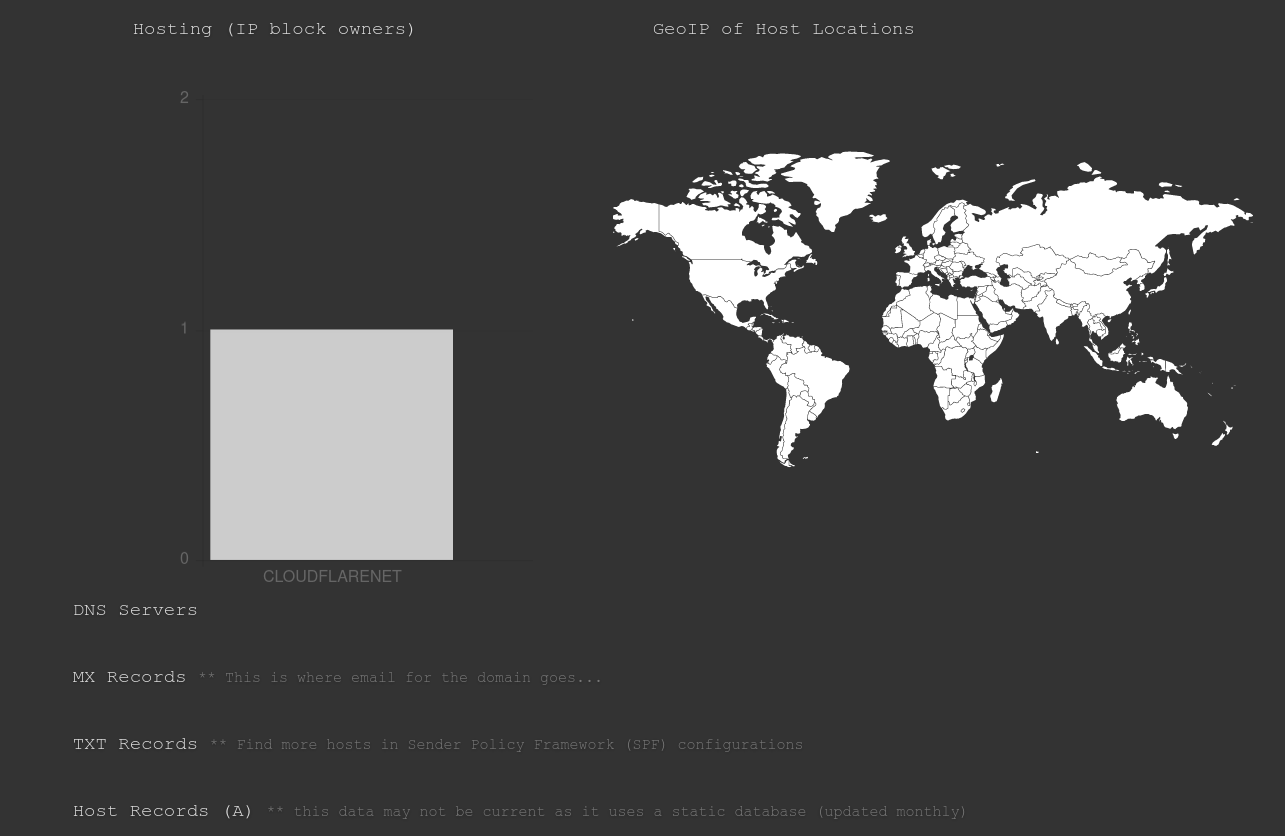 Hosting (IP block owners)
GeoIP of Host Locations
2
1
0
CLOUDFLARENET
DNS Servers
MX Records ** This is where email for the domain goes...
TXT Records ** Find more hosts in Sender Policy Framework (SPF) configurations
Host Records (A) ** this data may not be current as it uses a static database (updated monthly)